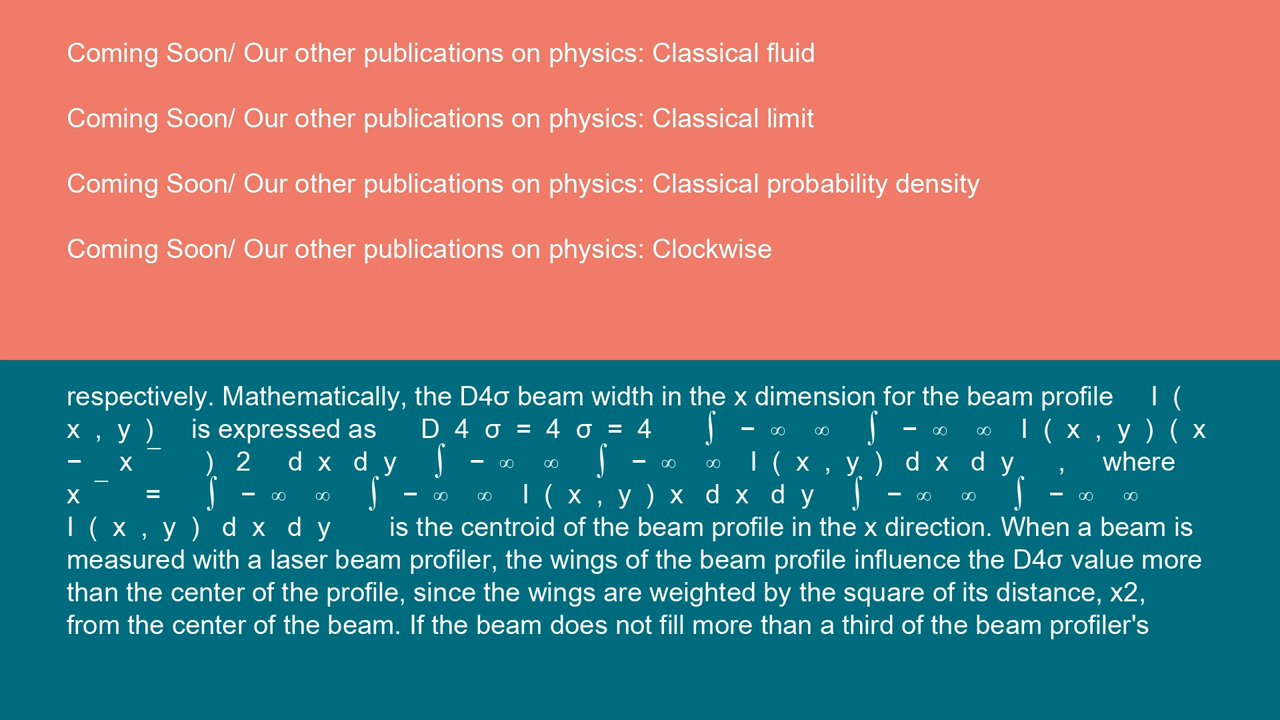 Coming Soon/ Our other publications on physics: Classical fluid
Coming Soon/ Our other publications on physics: Classical limit
Coming Soon/ Our other publications on physics: Classical probability density
Coming Soon/ Our other publications on physics: Clockwise
respectively. Mathematically, the D4σ beam width in the x dimension for the beam profile I (
x , y ) is expressed as D 4 σ = 4 σ = 4 ∫ − ∞ ∞ ∫ − ∞ ∞ I ( x , y ) ( x
− x ¯ ) 2 d x d y ∫ − ∞ ∞ ∫ − ∞ ∞ I ( x , y ) d x d y , where
x ¯ = ∫ − ∞ ∞ ∫ − ∞ ∞ I ( x , y ) x d x d y ∫ − ∞ ∞ ∫ − ∞ ∞
I ( x , y ) d x d y is the centroid of the beam profile in the x direction. When a beam is
measured with a laser beam profiler, the wings of the beam profile influence the D4σ value more
than the center of the profile, since the wings are weighted by the square of its distance, x2,
from the center of the beam. If the beam does not fill more than a third of the beam profiler's